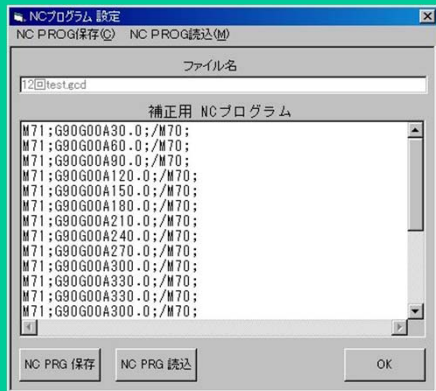 NCプログラム 設定
NC PROG保存(C) NC PROG読込(M)
ファイル名
12回test.gcd
補正用 NCプログラム
M71;G90G00A30.0;/M70;
M71;G90G00A60.0;/M70;
M71;G90G00A90.0;/M70;
M71;G90G00A120.0;/M70;
M71;G90G00A150.0;/M70;
M71;G90G00A180.0;/M70;
M71;G90G00A210.0;/M70;
M71;G90G00A240.0;/M70;
M71;G90G00A270.0;/M70;
M71;G90G00A300.0;/M70;
M71;G90G00A330.0;/M70;
M71;G90G00A330.0;/M70;
M71;G90G00A300.0;/M70;
NC PRG 保存 NC PRG 読込 OK